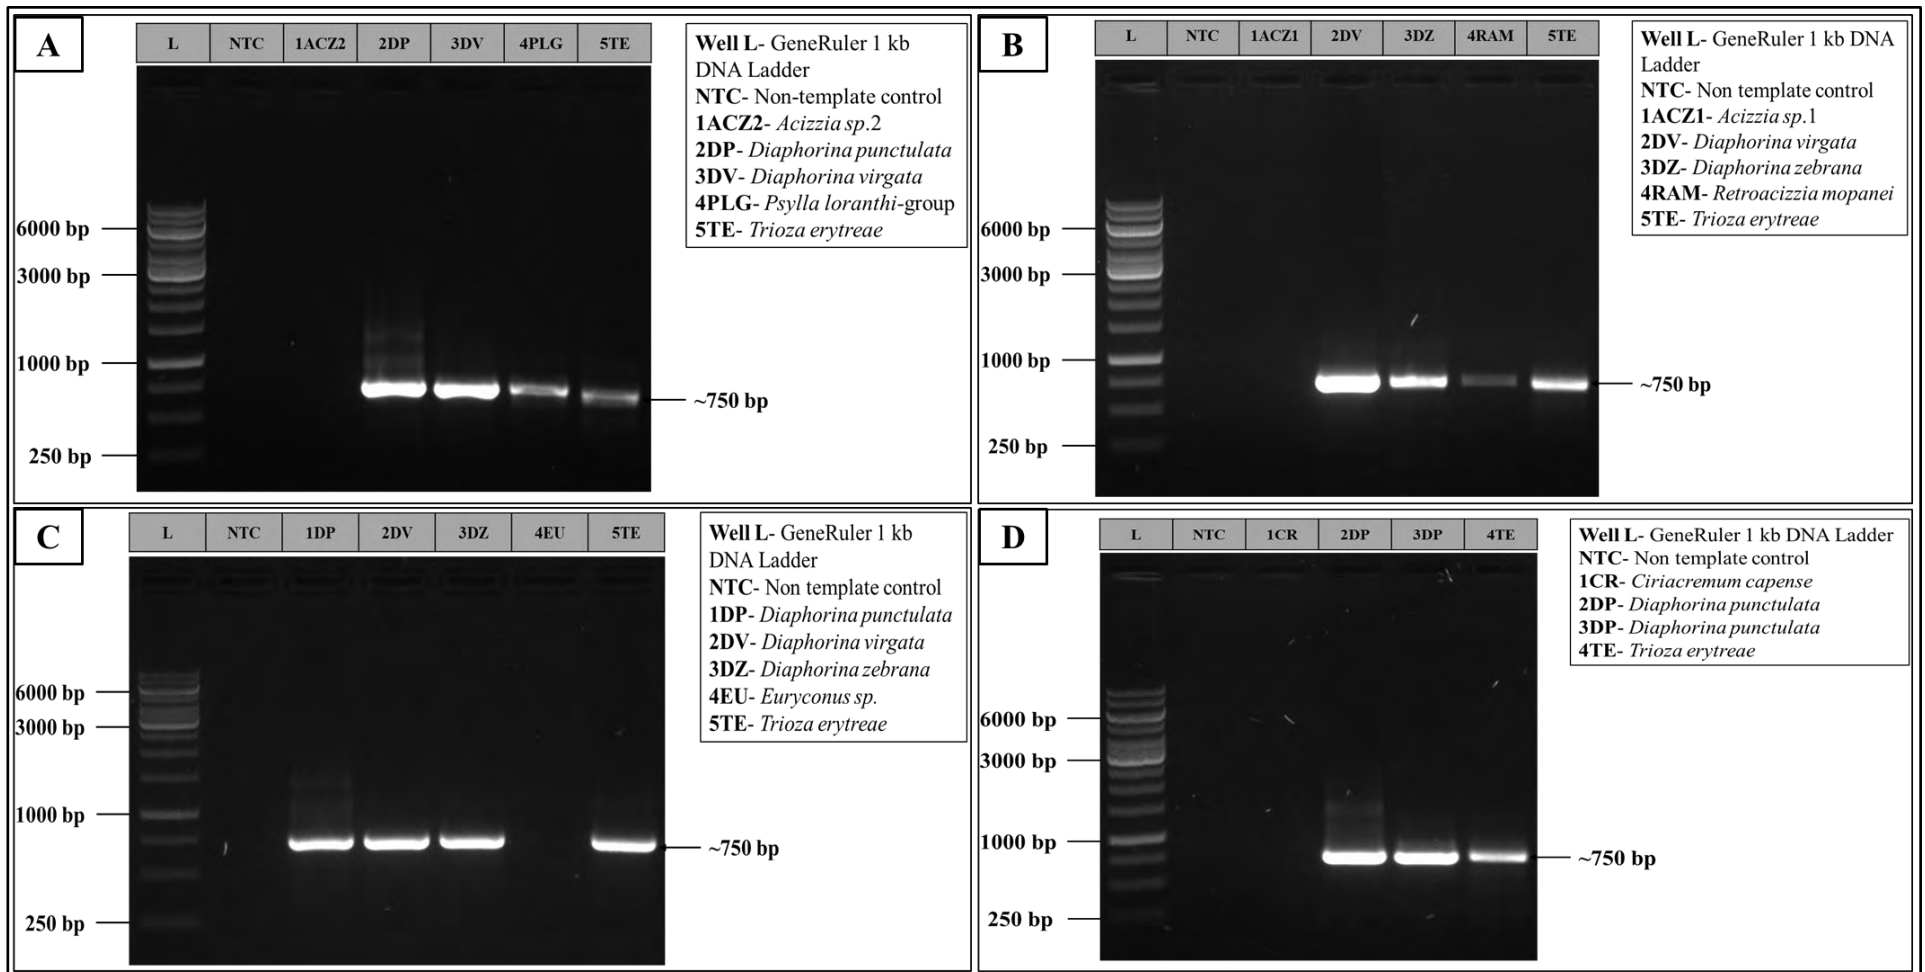 A
L NTC 1ACZ2 2DP 3DV 4PLG 5TE
6000 bp
3000 bp
1000 bp
250 bp
~750 bp
Well L- GeneRuler 1 kb
DNA Ladder
NTC- Non-template control
1ACZ2- Acizzia sp.2
2DP- Diaphorina punctulata
3DV- Diaphorina virgata
4PLG- Psylla loranthi-group
5TE- Trioza erytreae
B
L NTC 1ACZ1 2DV 3DZ 4RAM 5TE
6000 bp
3000 bp
1000 bp
250 bp
~750 bp
Well L- GeneRuler 1 kb DNA
Ladder
NTC- Non template control
1ACZ1- Acizzia sp.1
2DV- Diaphorina virgata
3DZ- Diaphorina zebrana
4RAM- Retroacizzia mopanei
5TE- Trioza erytreae
C
L NTC 1DP 2DV 3DZ 4EU 5TE
6000 bp
3000 bp
1000 bp
250 bp
~750 bp
Well L- GeneRuler 1 kb
DNA Ladder
NTC- Non template control
1DP- Diaphorina punctulata
2DV- Diaphorina virgata
3DZ- Diaphorina zebrana
4EU- Euryconus sp.
5TE- Trioza erytreae
D
L NTC 1CR 2DP 3DP 4TE
6000 bp
3000 bp
1000 bp
250 bp
~750 bp
Well L- GeneRuler 1 kb DNA Ladder
NTC- Non template control
1CR- Ciriacremum capense
2DP- Diaphorina punctulata
3DP- Diaphorina punctulata
4TE- Trioza erytreae